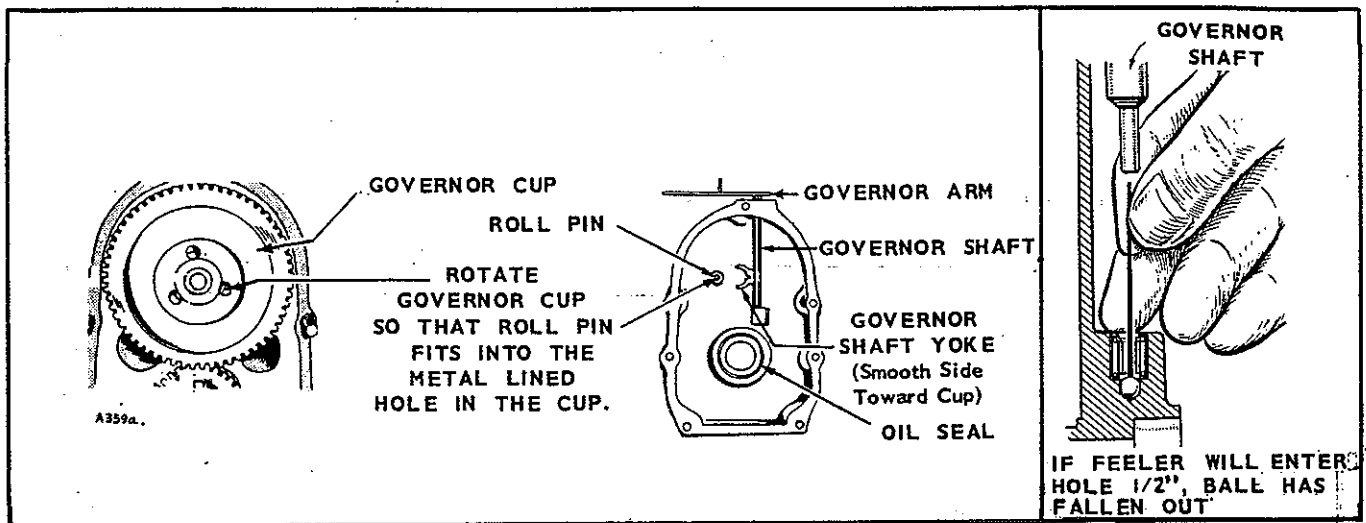 GOVERNOR CUP
ROLL PIN
ROTATE
GOVERNOR CUP
SO THAT ROLL PIN
FITS INTO THE
METAL LINED
HOLE IN THE CUP.
A359a.
GOVERNOR ARM
GOVERNOR SHAFT
GOVERNOR
SHAFT YOKE
(Smooth Side
Toward Cup)
OIL SEAL
GOVERNOR
SHAFT
IF FEELER WILL ENTER
HOLE 1/2", BALL HAS
FALLEN OUT